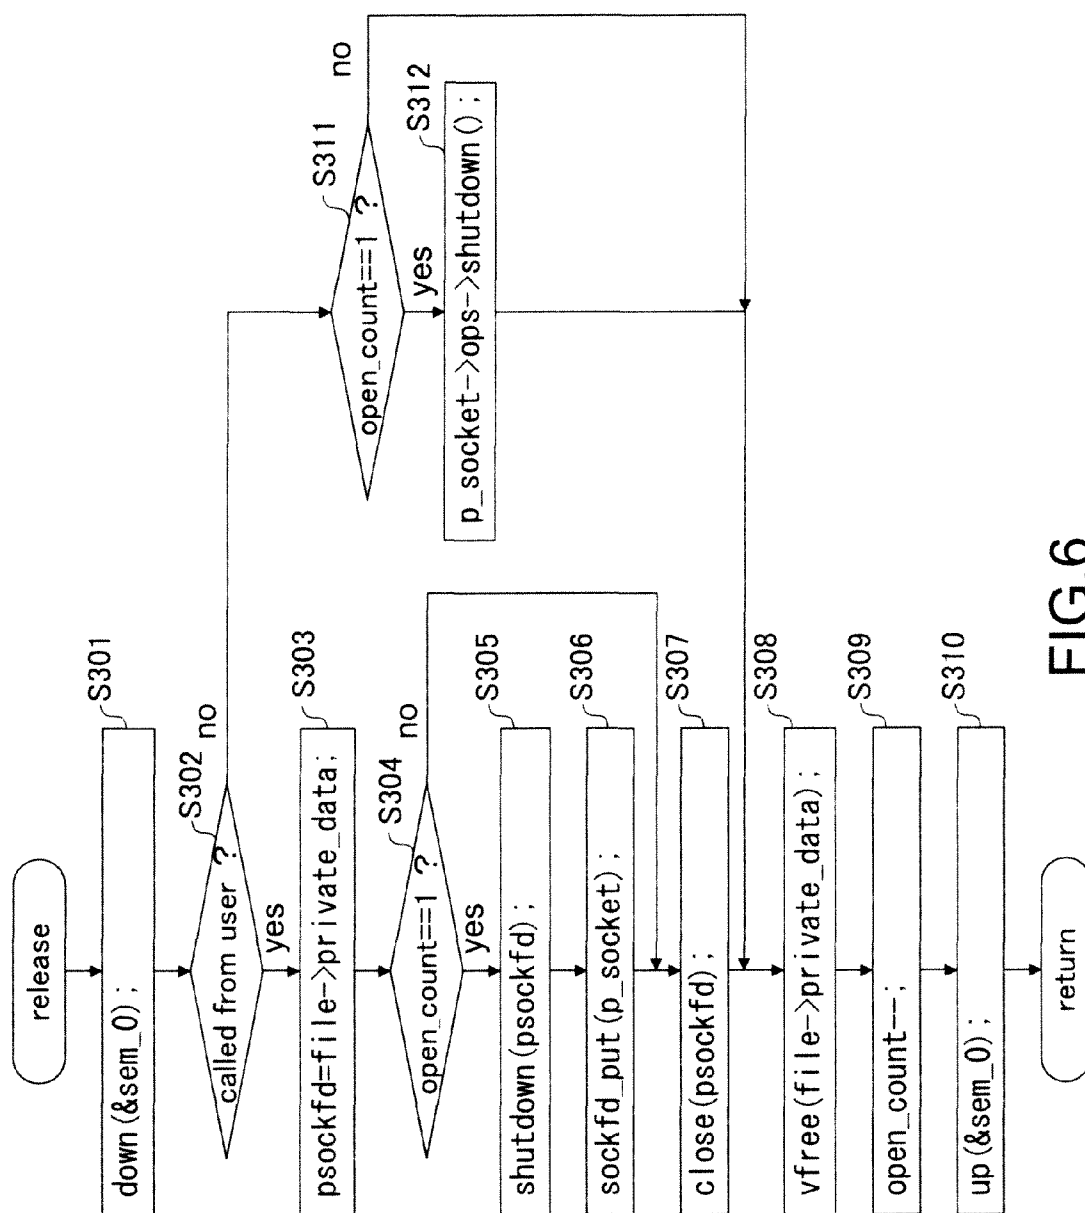 release
S301
down(&sem_0);
S302
called from user ?
no
yes
S303
psockfd=file->private_data;
S304
open_count==1 ?
no
yes
S305
shutdown(psockfd);
S306
sockfd_put(p_socket);
S307
close(psockfd);
S308
vfree(file->private_data);
S309
open_count--;
S310
up(&sem_0);
return
S311
open_count==1 ?
no
yes
S312
p_socket->ops->shutdown();
FIG.6